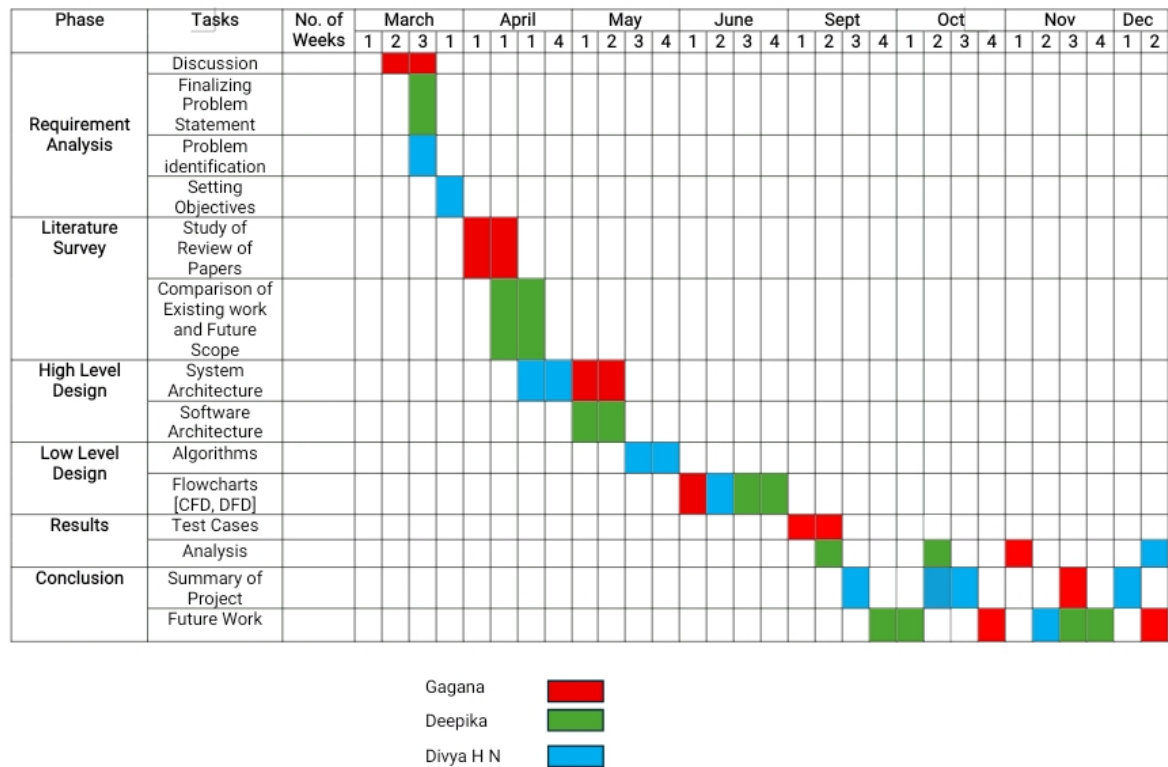 Phase Tasks No. of Weeks March April May June Sept Oct Nov Dec
1 2 3 1 1 1 1 4 1 2 3 4 1 2 3 4 1 2 3 4 1 2 3 4 1 2 3 4 1 2
Requirement
Analysis
Discussion
Finalizing
Problem
Statement
Problem
identification
Setting
Objectives
Literature
Survey
Study of
Review of
Papers
Comparison of
Existing work
and Future
Scope
High Level
Design
System
Architecture
Software
Architecture
Low Level
Design
Algorithms
Flowcharts
[CFD, DFD]
Results
Test Cases
Analysis
Conclusion
Summary of
Project
Future Work
Gagana
Deepika
Divya H N